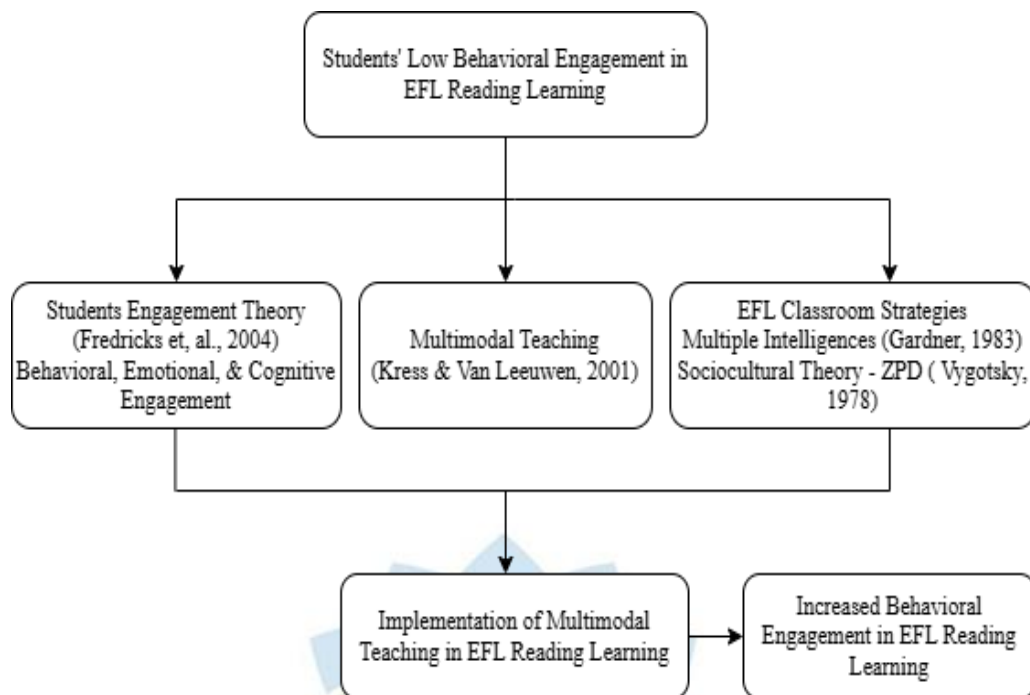 Students' Low Behavioral Engagement in
EFL Reading Learning
Students Engagement Theory
(Fredricks et, al., 2004)
Behavioral, Emotional, & Cognitive
Engagement
Multimodal Teaching
(Kress & Van Leeuwen, 2001)
EFL Classroom Strategies
Multiple Intelligences (Gardner, 1983)
Sociocultural Theory - ZPD ( Vygotsky,
1978)
Implementation of Multimodal
Teaching in EFL Reading Learning
Increased Behavioral
Engagement in EFL Reading
Learning